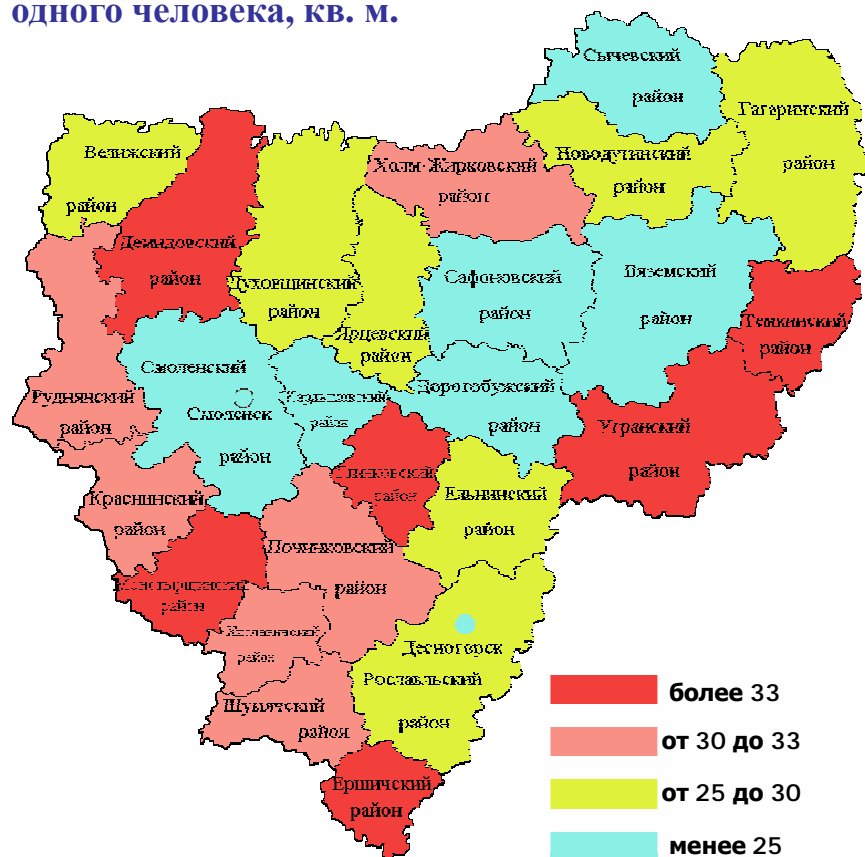 одного человека, кв. м.
Сычевский
район
Гагаринский
район
Велижский
район
Новодугинский
район
Холм-Жирковский
район
Демидовский
район
Духовщинский
район
Сафоновский
район
Вяземский
район
Темкинский
район
Ярцевский
район
Смоленский
Смоленск
район
Кардымовский
район
Дорогобужский
район
Руднянский
район
Угранский
район
Глинковский
район
Ельнинский
район
Краснинский
район
Починковский
район
Монастырщинский
район
Хиславичский
район
Десногорск
Рославльский
район
Шумячский
район
Ершичский
район
более 33
от 30 до 33
от 25 до 30
менее 25